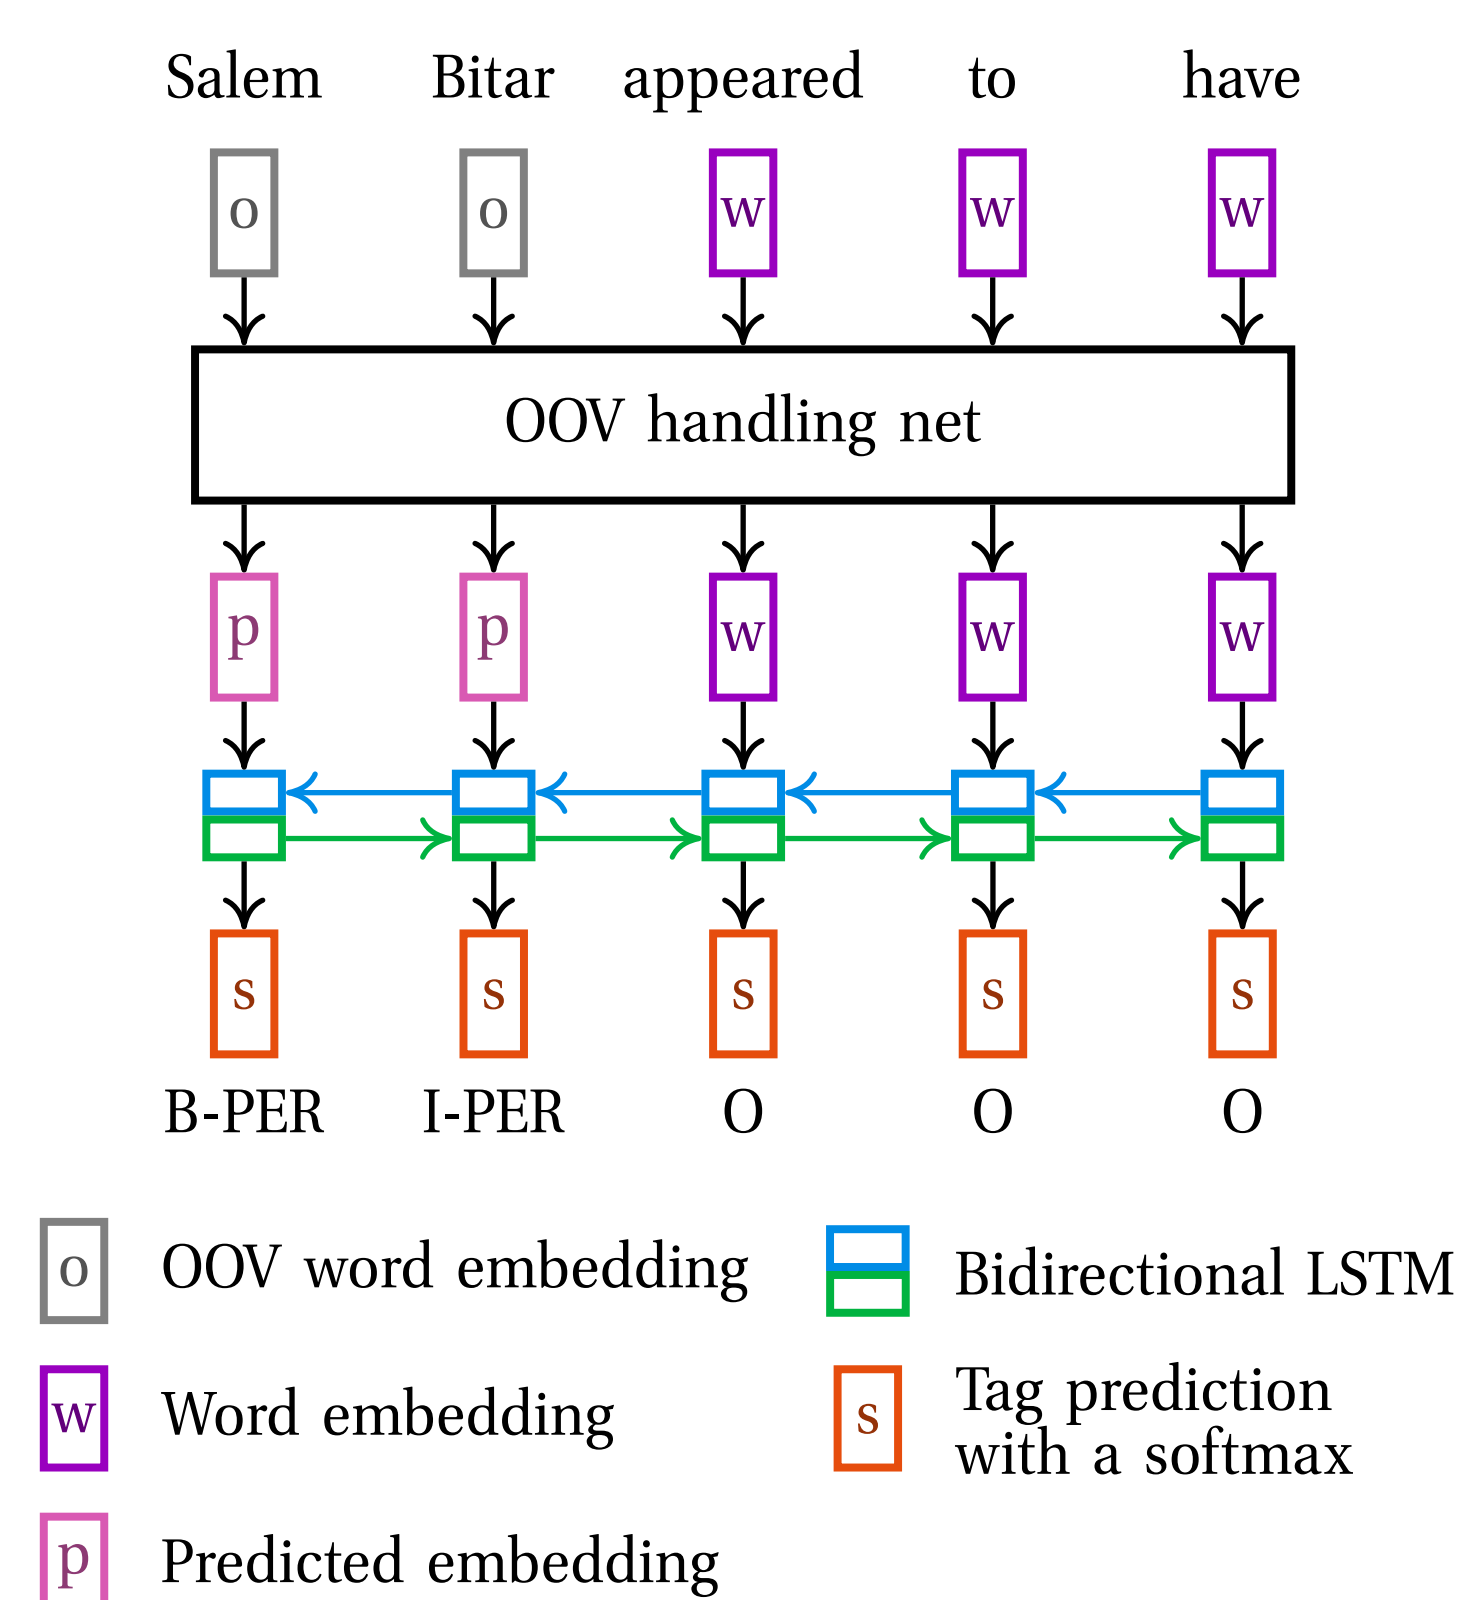 Salem Bitar appeared to have
o o w w w
OOV handling net
p p w w w
s s s s s
B-PER I-PER O O O
o OOV word embedding
Bidirectional LSTM
w Word embedding
s Tag prediction
with a softmax
p Predicted embedding